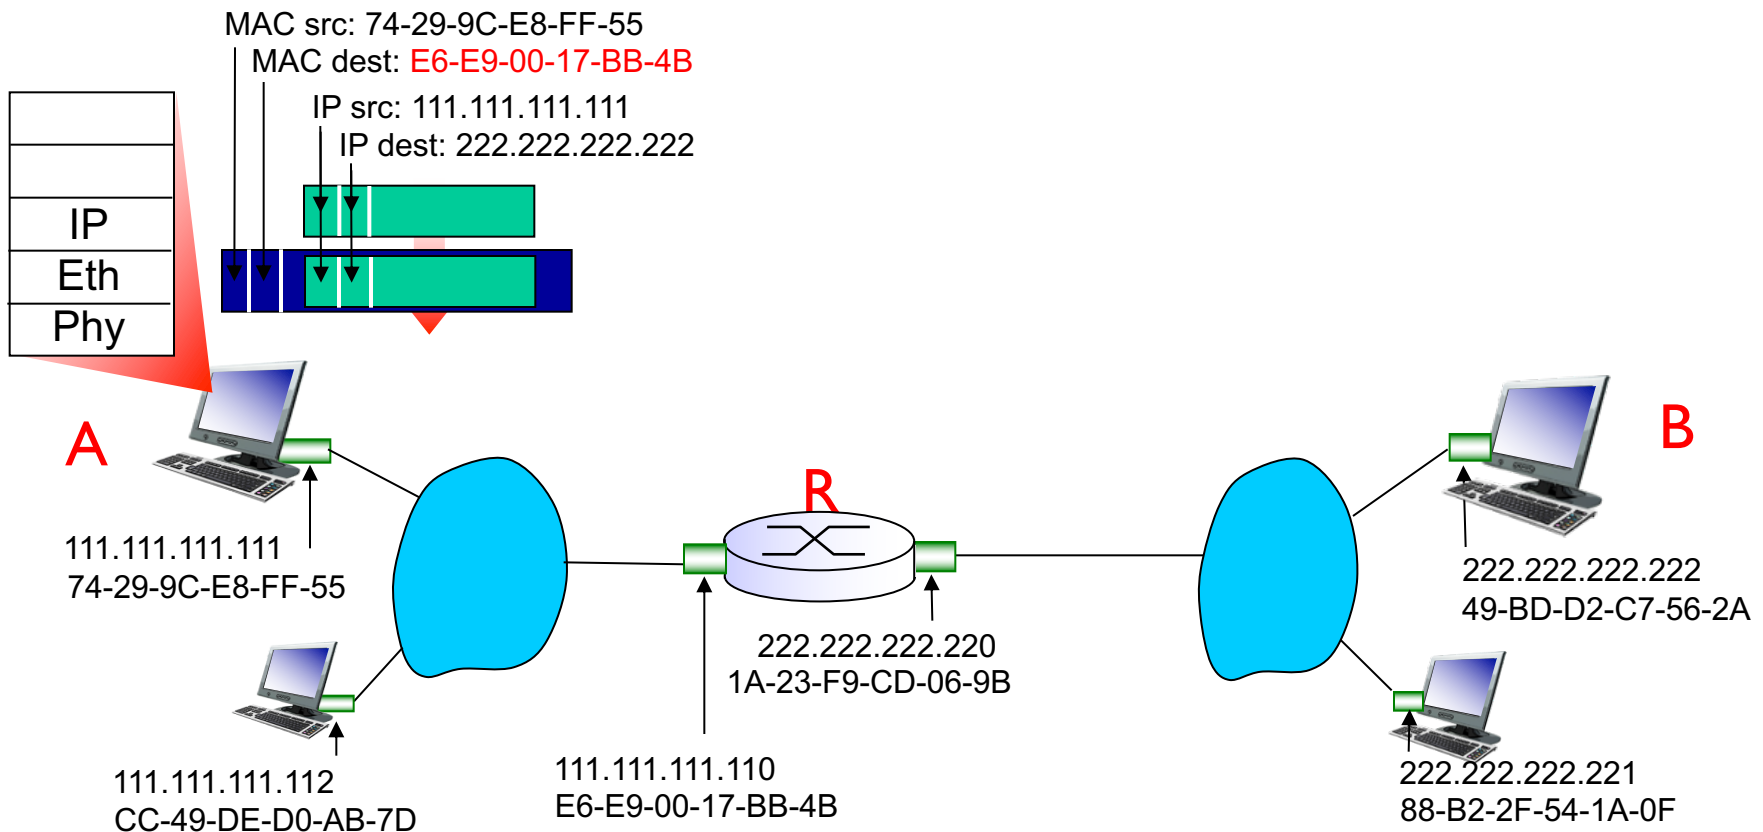 MAC src: 74-29-9C-E8-FF-55
MAC dest: E6-E9-00-17-BB-4B
IP src: 111.111.111.111
IP dest: 222.222.222.222
IP
Eth
Phy
A
R
B
111.111.111.111
74-29-9C-E8-FF-55
222.222.222.222
49-BD-D2-C7-56-2A
222.222.222.220
1A-23-F9-CD-06-9B
111.111.111.112
CC-49-DE-D0-AB-7D
111.111.111.110
E6-E9-00-17-BB-4B
222.222.222.221
88-B2-2F-54-1A-0F